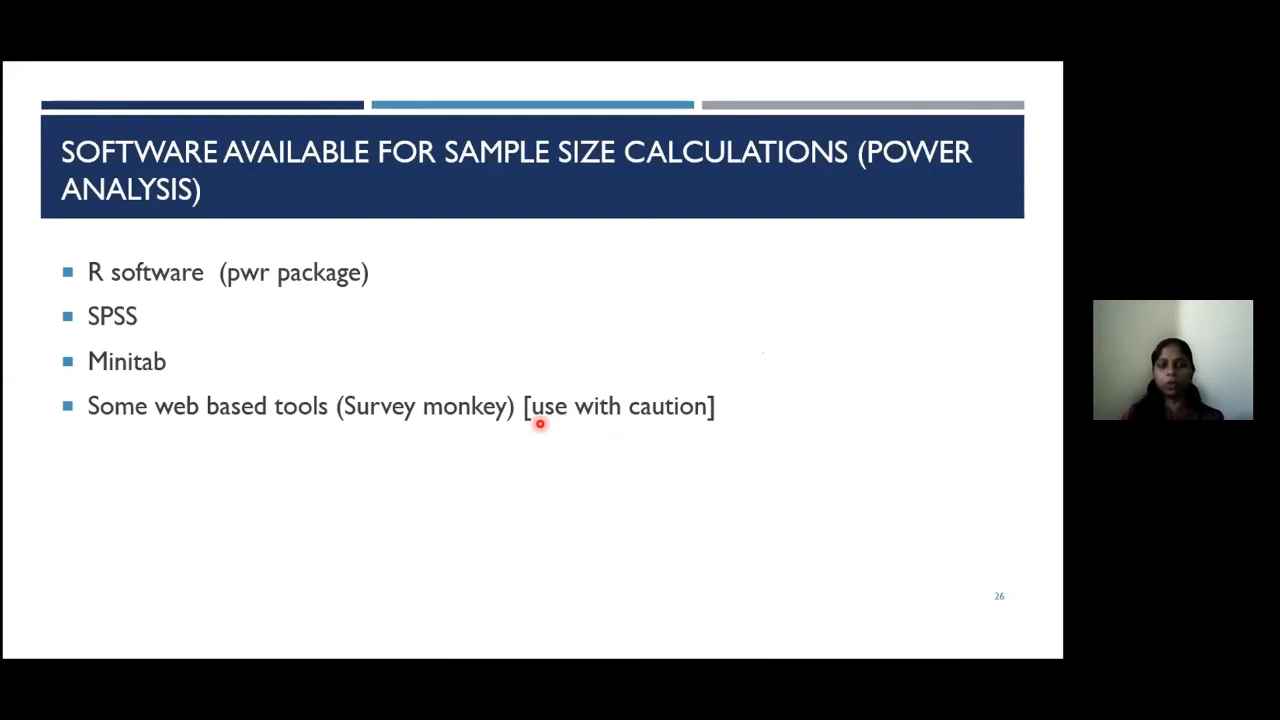 SOFTWARE AVAILABLE FOR SAMPLE SIZE CALCULATIONS (POWER
ANALYSIS)
R software (pwr package)
SPSS
Minitab
Some web based tools (Survey monkey) [use with caution]
26